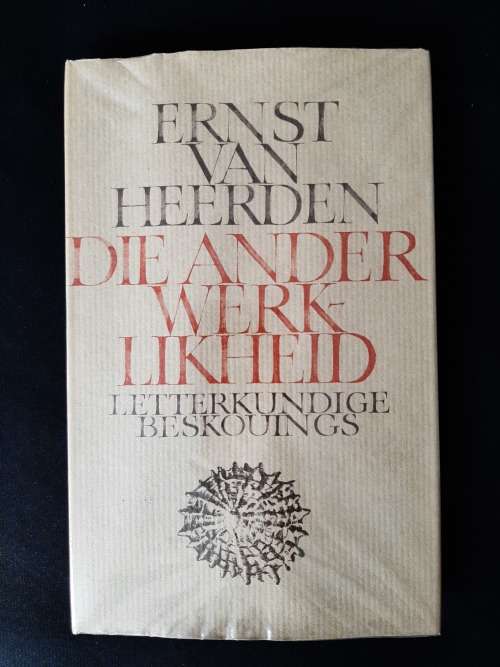 ERNST
VAN
HEERDEN
DIE ANDER
WERK-
LIKHEID
LETTERKUNDIGE
BESKOUINGS